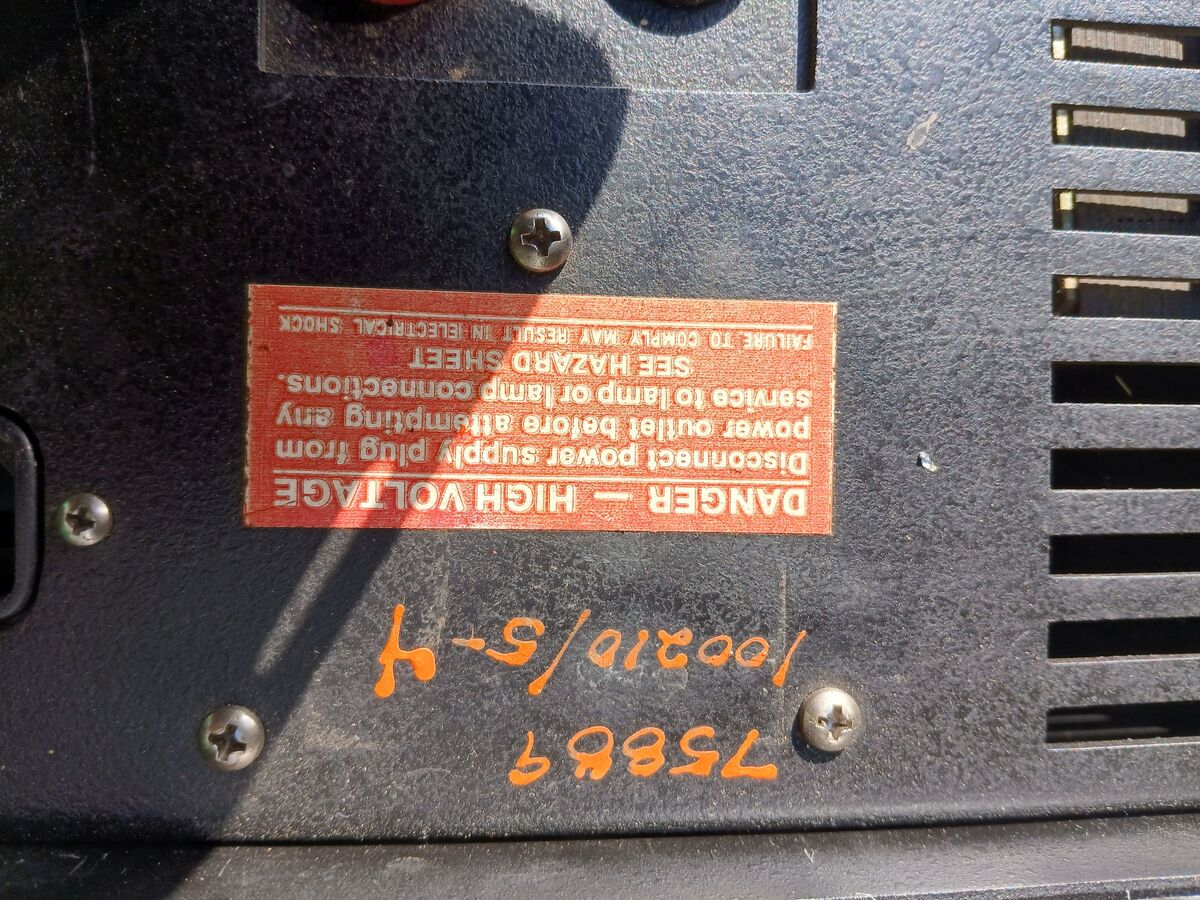 75889
100210/5-4
DANGER — HIGH VOLTAGE
Disconnect power supply plug from
power outlet before attempting any
service to lamp or lamp connections.
SEE HAZARD SHEET
FAILURE TO COMPLY MAY RESULT IN ELECTRICAL SHOCK